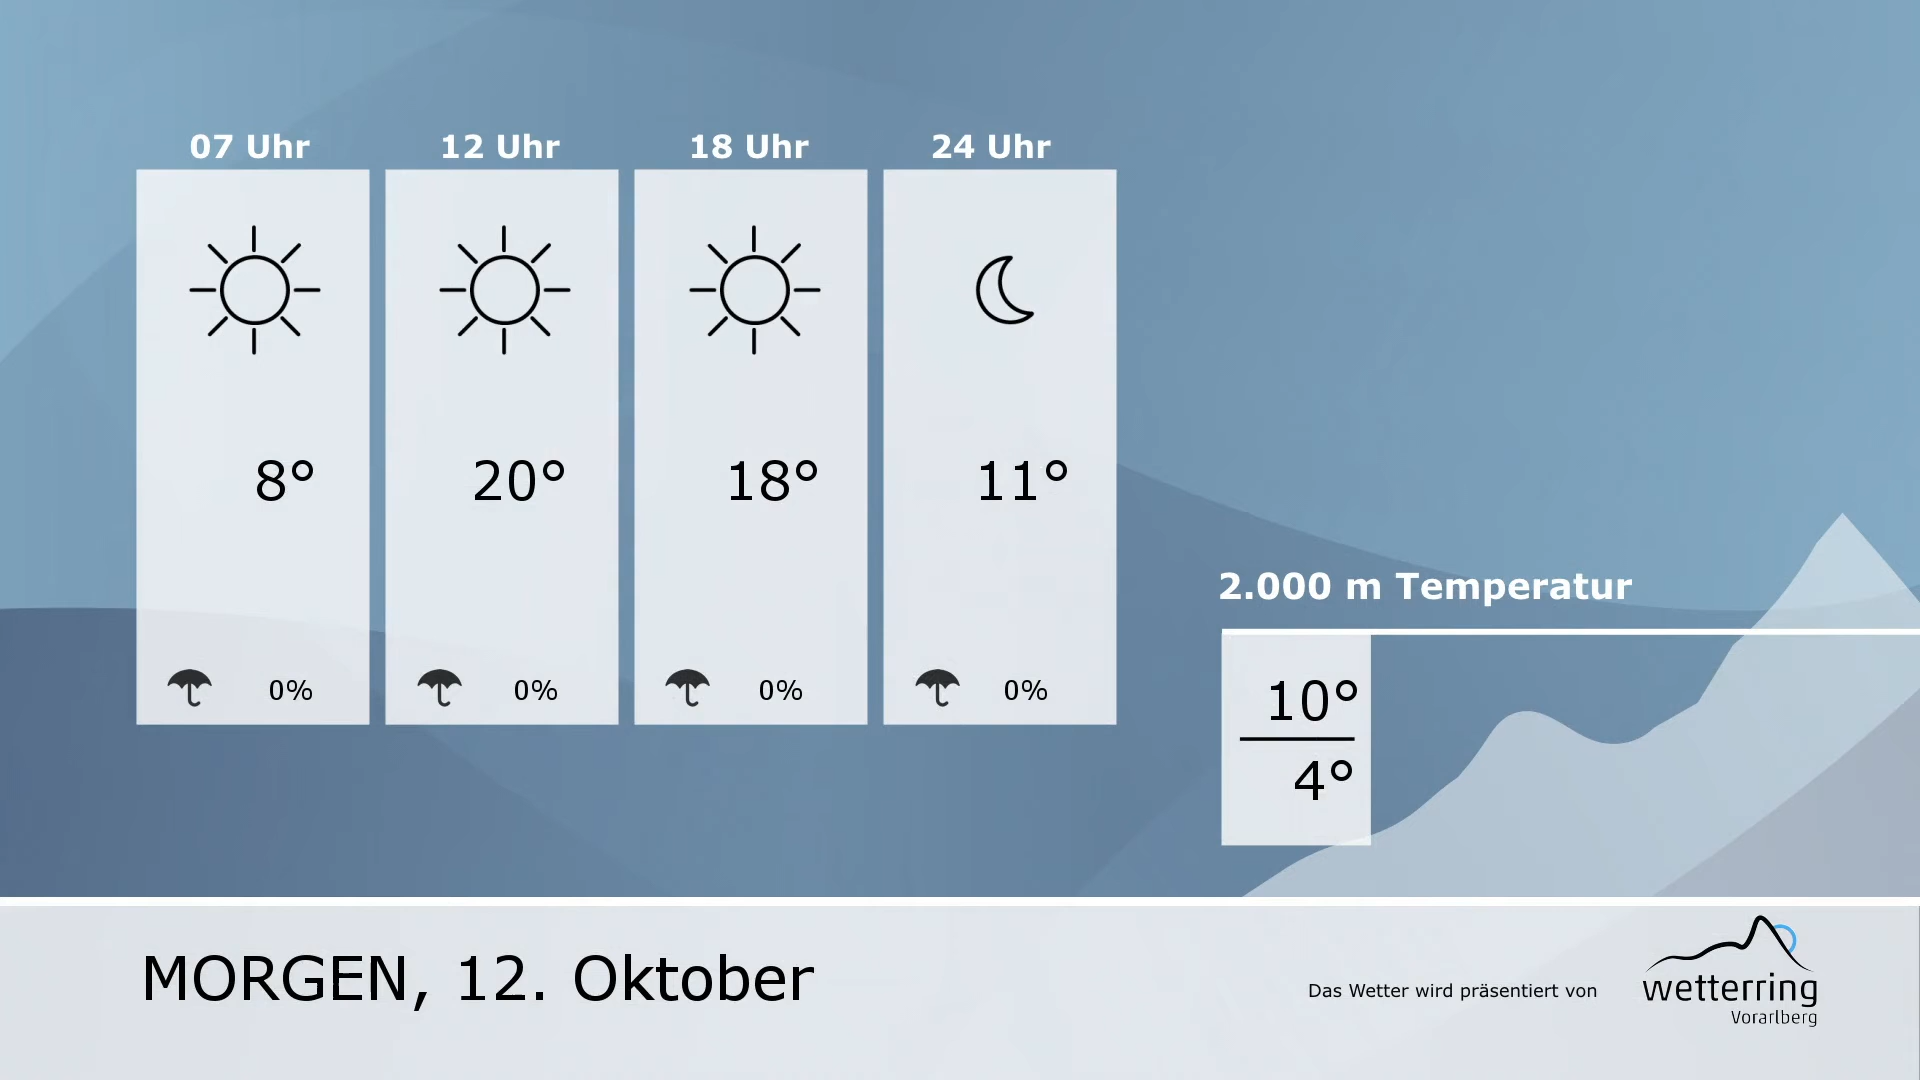 07 Uhr 12 Uhr 18 Uhr 24 Uhr
8° 20° 18° 11°
0% 0% 0% 0%
2.000 m Temperatur
10°
4°
MORGEN, 12. Oktober
Das Wetter wird präsentiert von
wetterring
Vorarlberg